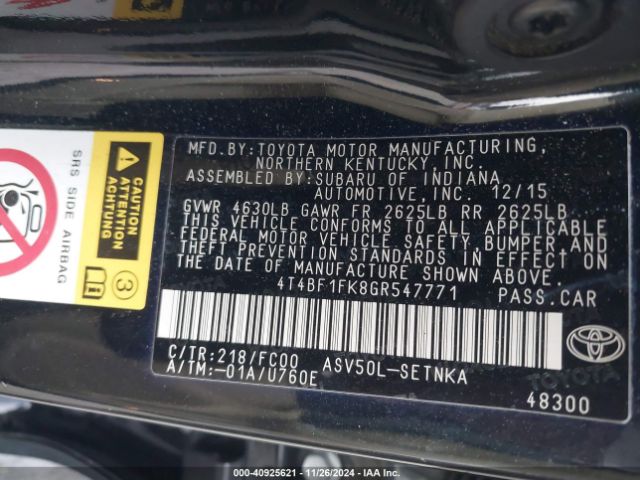 MFD.BY:TOYOTA MOTOR MANUFACTURING,
NORTHERN KENTUCKY, INC.
ASSEMBLED BY:SUBARU OF INDIANA
AUTOMOTIVE, INC. 12/15
GVWR 4630LB GAWR FR 2625LB RR 2625LB
THIS VEHICLE CONFORMS TO ALL APPLICABLE
FEDERAL MOTOR VEHICLE SAFETY, BUMPER, AND
THEFT PREVENTION STANDARDS IN EFFECT ON
THE DATE OF MANUFACTURE SHOWN ABOVE.
4T4BF1FK8GR547771 PASS.CAR
C/TR:218/FC00 ASV50L-SETNKA
A/TM:-01A/U760E
48300
TOYOTA
SRS SIDE AIRBAG
CAUTION
ATTENTION
3
000-40925621 - 11/26/2024 - IAA Inc.